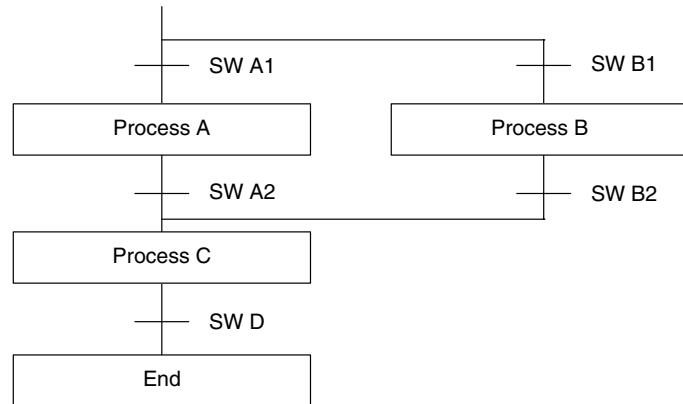 SW A1
SW B1
Process A
Process B
SW A2
SW B2
Process C
SW D
End